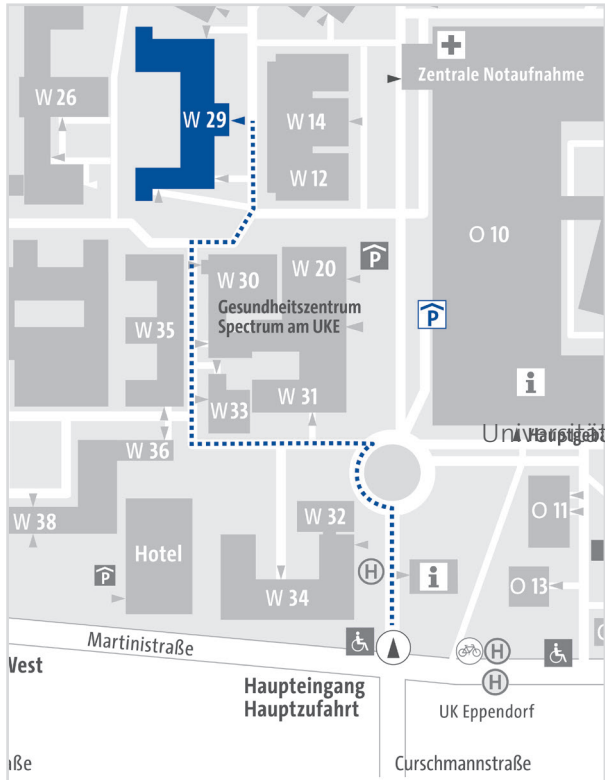 Zentrale Notaufnahme
W 26
W 29
W 14
W 12
O 10
P
W 20
W 30
P
Gesundheitszentrum
Spectrum am UKE
W 35
i
W 33
W 31
W 36
W 38
W 32
O 11
Hotel
H
i
O 13
P
W 34
Martinistraße
H
H
Haupteingang
Hauptzufahrt
UK Eppendorf
Curschmannstraße